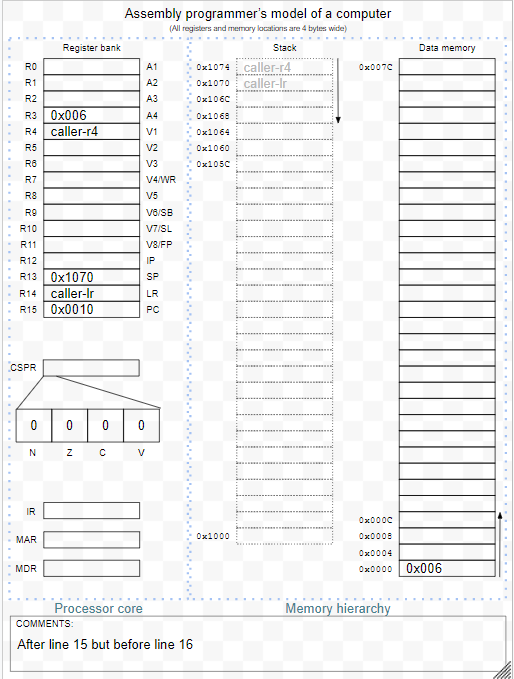 Assembly programmer's model of a computer
(All registers and memory locations are 4 bytes wide)
Register bank
R0 A1
R1 A2
R2 A3
R3 0x006 A4
R4 caller-r4 V1
R5 V2
R6 V3
R7 V4/WR
R8 V5
R9 V6/SB
R10 V7/SL
R11 V8/FP
R12 IP
R13 0x1070 SP
R14 caller-lr LR
R15 0x0010 PC
CSPR
0 0 0 0
N Z C V
IR
MAR
MDR
Processor core
Stack
0x1074 caller-r4
0x1070 caller-lr
0x106C
0x1068
0x1064
0x1060
0x105C
0x1000
Data memory
0x007C
0x000C
0x0008
0x0004
0x0000 0x006
Memory hierarchy
COMMENTS:
After line 15 but before line 16